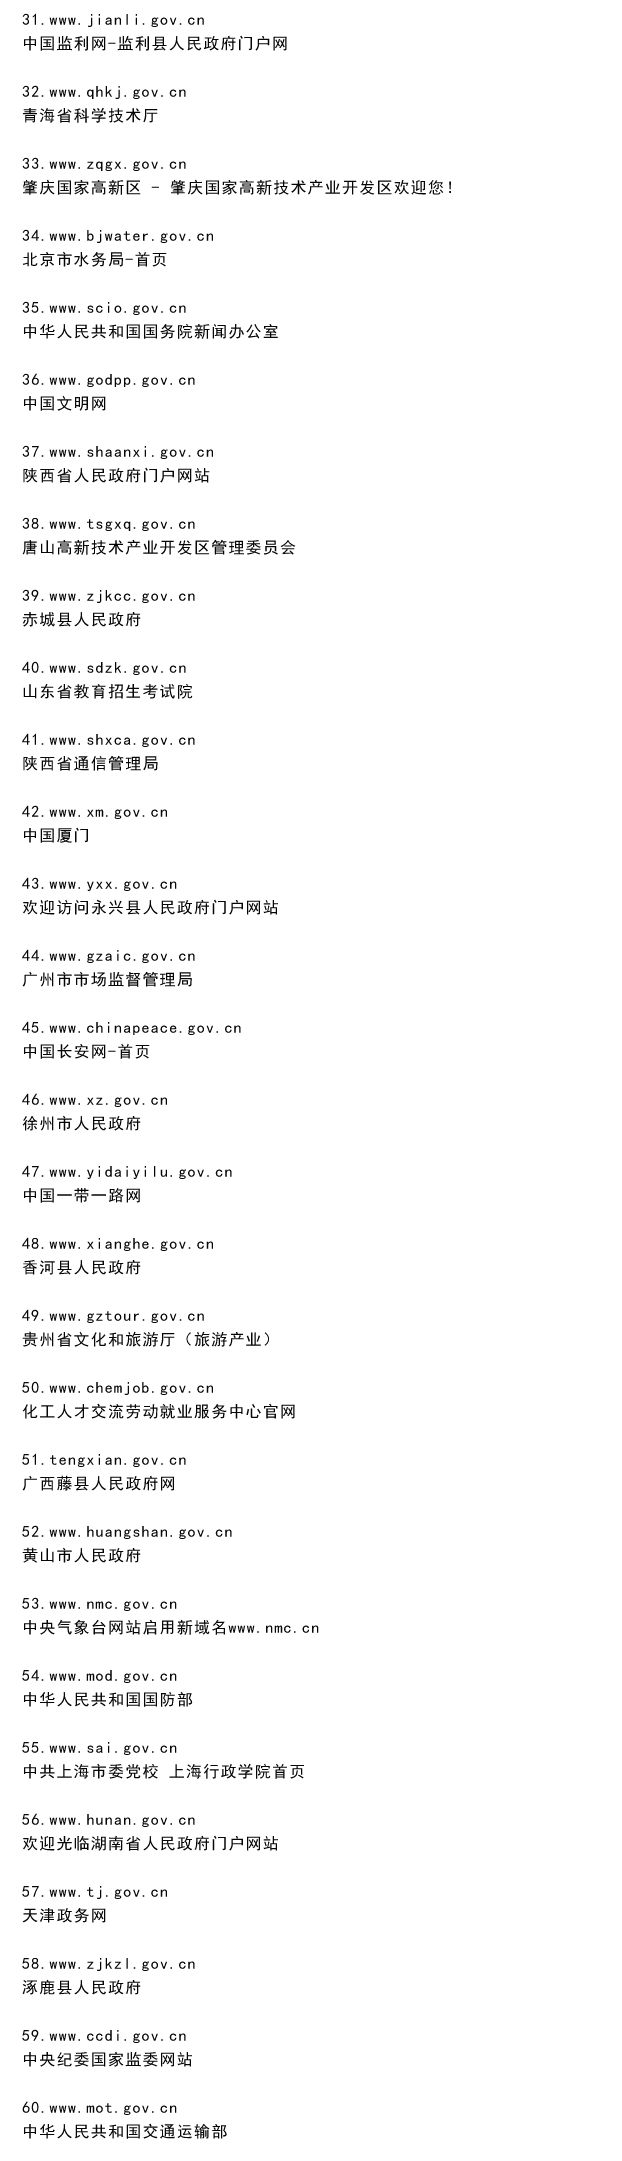 31.www.jianli.gov.cn
中国监利网-监利县人民政府门户网
32.www.qhkj.gov.cn
青海省科学技术厅
33.www.zqgx.gov.cn
肇庆国家高新区 - 肇庆国家高新技术产业开发区欢迎您!
34.www.bjwater.gov.cn
北京市水务局-首页
35.www.scio.gov.cn
中华人民共和国国务院新闻办公室
36.www.godpp.gov.cn
中国文明网
37.www.shaanxi.gov.cn
陕西省人民政府门户网站
38.www.tsgxq.gov.cn
唐山高新技术产业开发区管理委员会
39.www.zjkcc.gov.cn
赤城县人民政府
40.www.sdzk.gov.cn
山东省教育招生考试院
41.www.shxca.gov.cn
陕西省通信管理局
42.www.xm.gov.cn
中国厦门
43.www.yxx.gov.cn
欢迎访问永兴县人民政府门户网站
44.www.gzaic.gov.cn
广州市市场监督管理局
45.www.chinapeace.gov.cn
中国长安网-首页
46.www.xz.gov.cn
徐州市人民政府
47.www.yidaiyilu.gov.cn
中国一带一路网
48.www.xianghe.gov.cn
香河县人民政府
49.www.gztour.gov.cn
贵州省文化和旅游厅（旅游产业）
50.www.chemjob.gov.cn
化工人才交流劳动就业服务中心官网
51.tengxian.gov.cn
广西藤县人民政府网
52.www.huangshan.gov.cn
黄山市人民政府
53.www.nmc.gov.cn
中央气象台网站启用新域名www.nmc.cn
54.www.mod.gov.cn
中华人民共和国国防部
55.www.sai.gov.cn
中共上海市委党校 上海行政学院首页
56.www.hunan.gov.cn
欢迎光临湖南省人民政府门户网站
57.www.tj.gov.cn
天津政务网
58.www.zjkzl.gov.cn
涿鹿县人民政府
59.www.ccdi.gov.cn
中央纪委国家监委网站
60.www.mot.gov.cn
中华人民共和国交通运输部